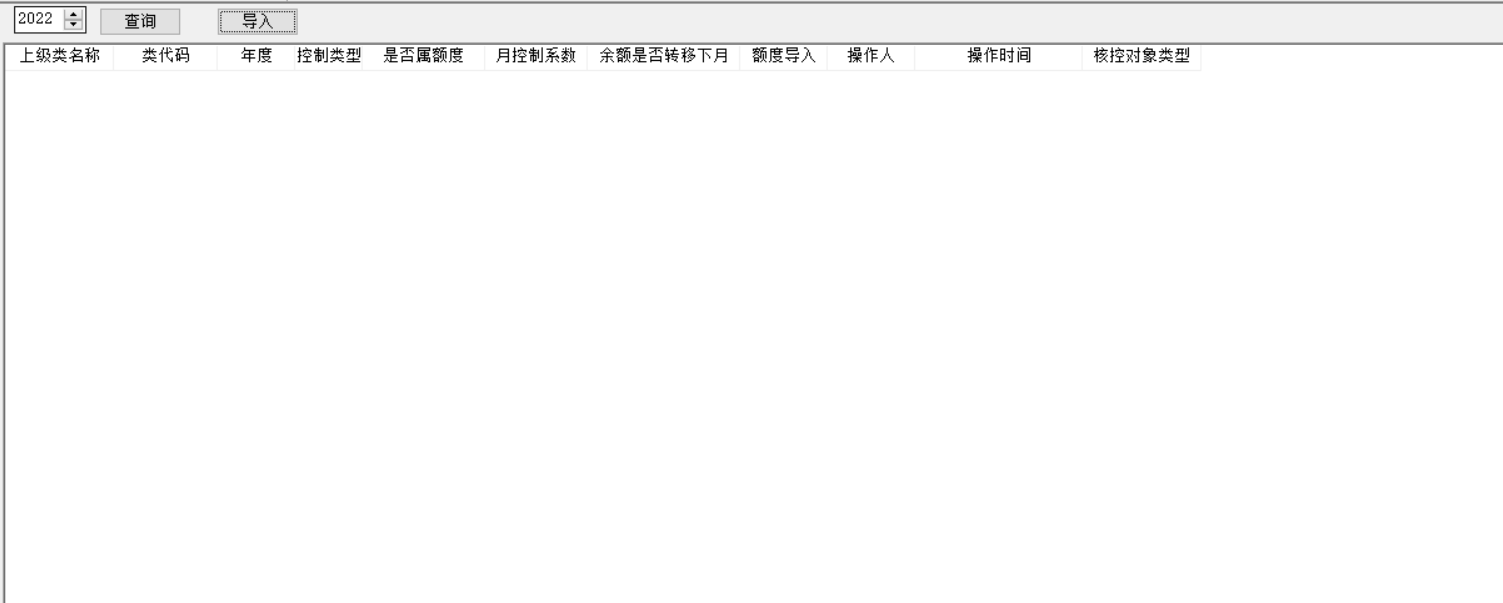 2022 查询 导入
上级类名称 类代码 年度 控制类型 是否属额度 月控制系数 余额是否转移下月 额度导入 操作人 操作时间 核控对象类型